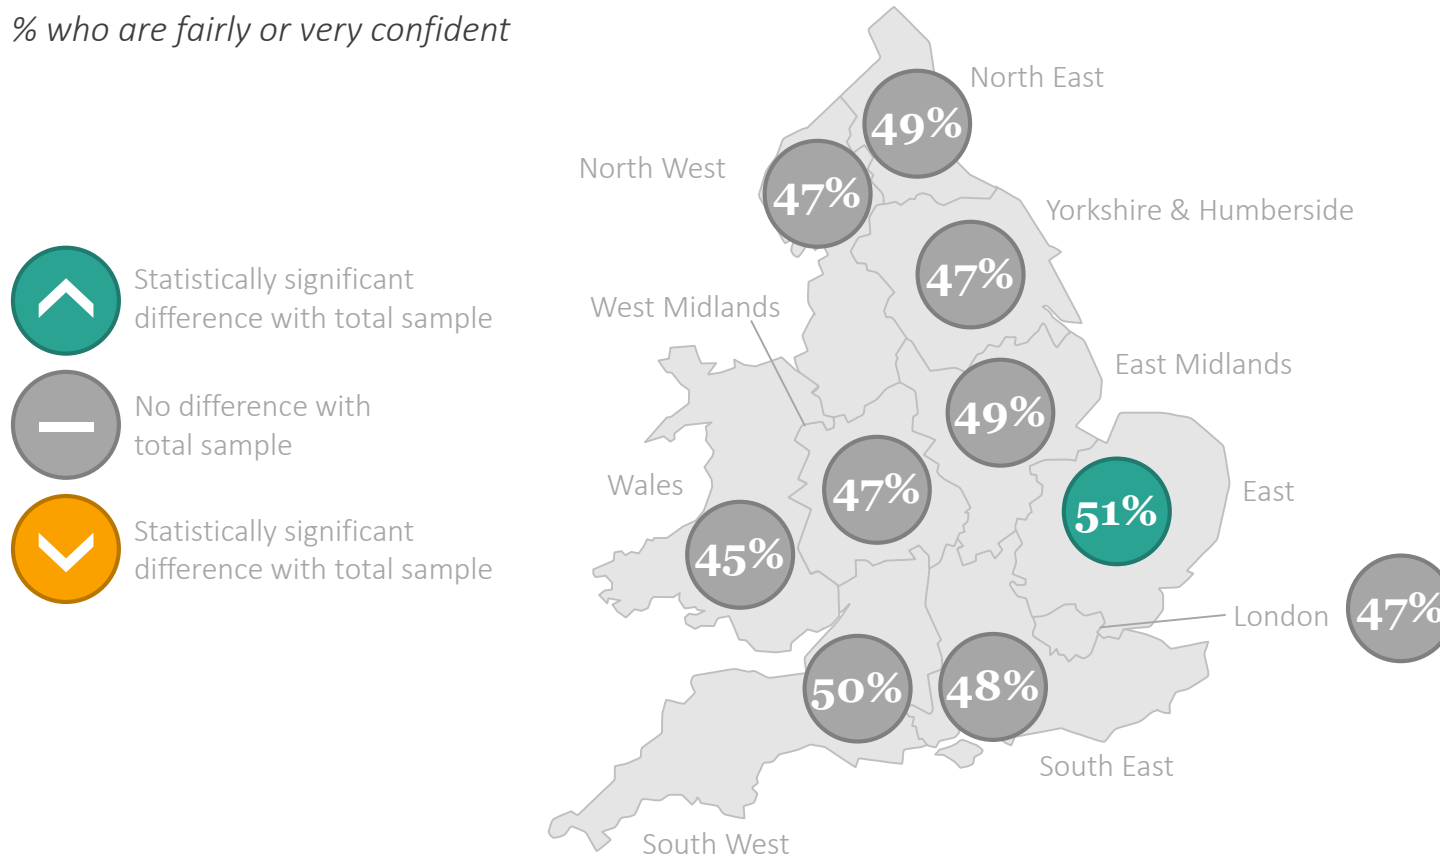 % who are fairly or very confident
North East
49%
North West
47%
Yorkshire & Humberside
47%
Statistically significant
difference with total sample
West Midlands
East Midlands
49%
No difference with
total sample
47%
Wales
45%
East
51%
Statistically significant
difference with total sample
London
47%
50%
48%
South East
South West